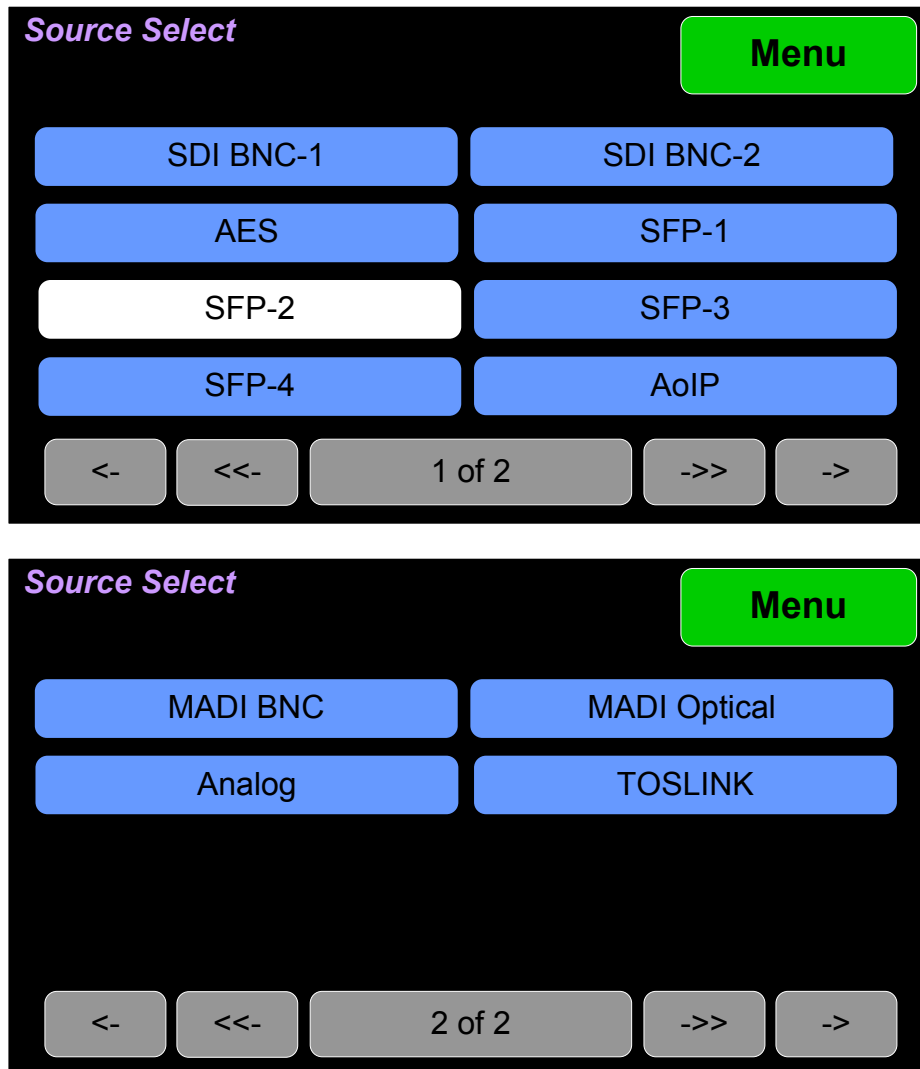 Source Select
Menu
SDI BNC-1 SDI BNC-2
AES SFP-1
SFP-2 SFP-3
SFP-4 AoIP
<- <<- 1 of 2 ->> ->
Source Select
Menu
MADI BNC MADI Optical
Analog TOSLINK
<- <<- 2 of 2 ->> ->